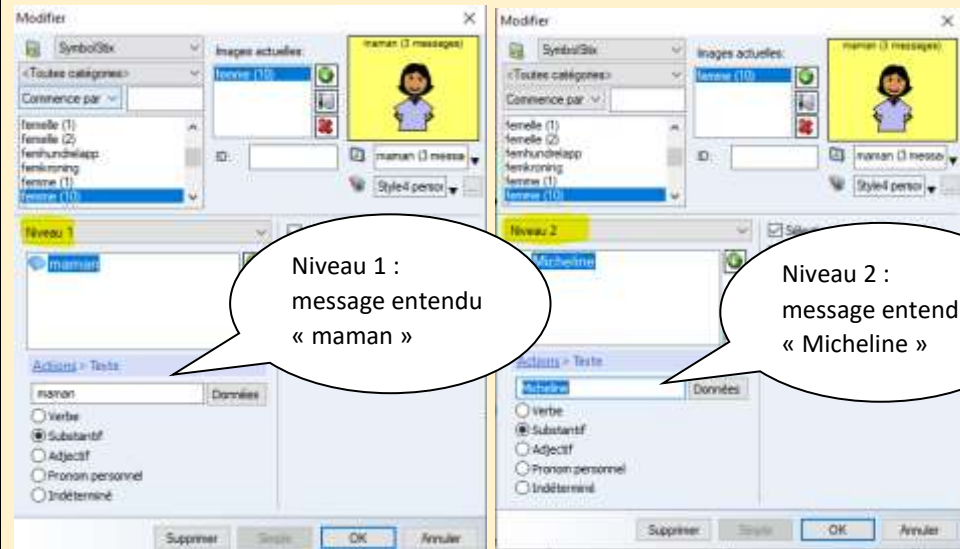 Modifier
SymbolStix
<Toutes catégories>
Commence par
femelle (1)
femelle (2)
femhundrelapp
femkroning
femme (1)
femme (10)
Images actuelles:
femme (10)
ID:
maman (3 messages)
maman (3 messa
Style4 person
Niveau 1
maman
Niveau 1 :
message entendu
« maman »
Actions > Texte
maman
Données
Verbe
Substantif
Adjectif
Pronom personnel
Indéterminé
Supprimer
Simple
OK
Annuler
Modifier
SymbolStix
<Toutes catégories>
Commence par
femelle (1)
femelle (2)
femhundrelapp
femkroning
femme (1)
femme (10)
Images actuelles:
femme (10)
ID:
maman (3 messages)
maman (3 messa
Style4 person
Niveau 2
Micheline
Niveau 2 :
message entend
« Micheline »
Actions > Texte
Micheline
Données
Verbe
Substantif
Adjectif
Pronom personnel
Indéterminé
Supprimer
Simple
OK
Annuler